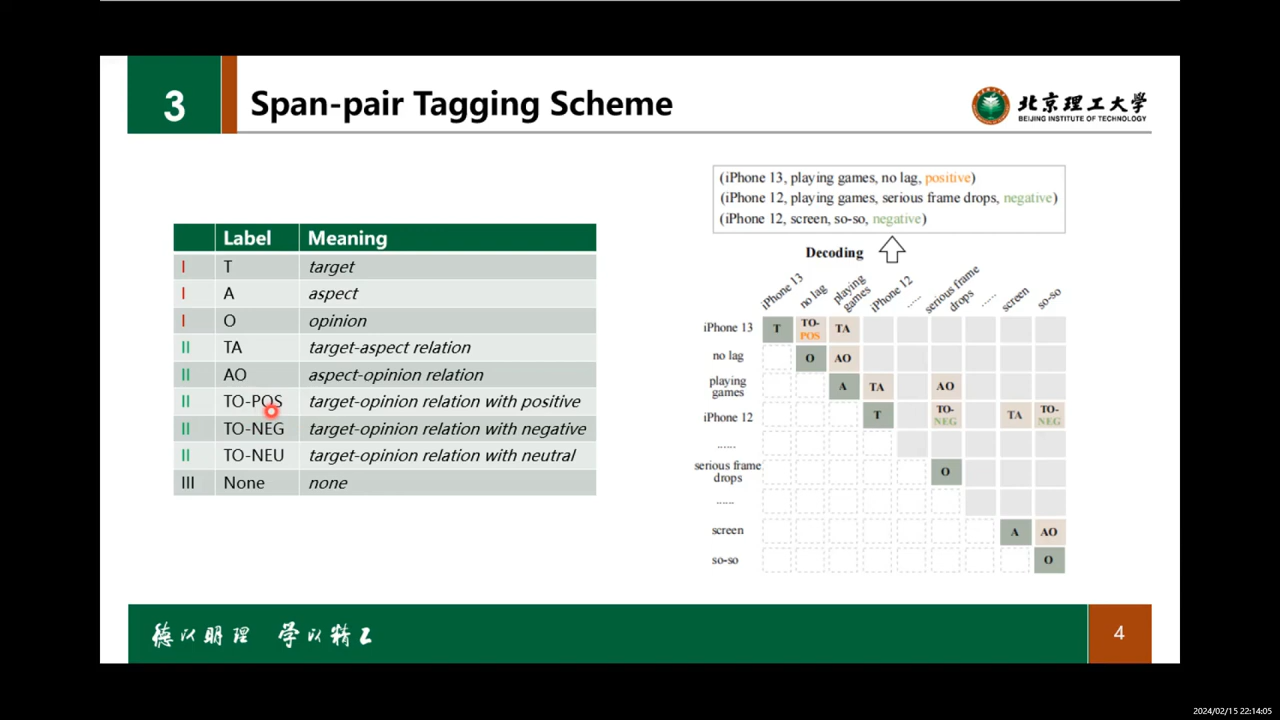 3
Span-pair Tagging Scheme
北京理工大学
BEIJING INSTITUTE OF TECHNOLOGY
Label Meaning
I T target
I A aspect
I O opinion
II TA target-aspect relation
II AO aspect-opinion relation
II TO-POS target-opinion relation with positive
II TO-NEG target-opinion relation with negative
II TO-NEU target-opinion relation with neutral
III None none
(iPhone 13, playing games, no lag, positive)
(iPhone 12, playing games, serious frame drops, negative)
(iPhone 12, screen, so-so, negative)
Decoding
iPhone 13
no lag
playing
games
iPhone 12
......
serious frame
drops
......
screen
so-so
iPhone 13 T TO-POS TA
no lag O AO
playing games A TA AO
iPhone 12 T TO-NEG TA TO-NEG
......
serious frame drops O
......
screen A AO
so-so O
德以明理 学以精工
4
2024/02/15 22:14:05